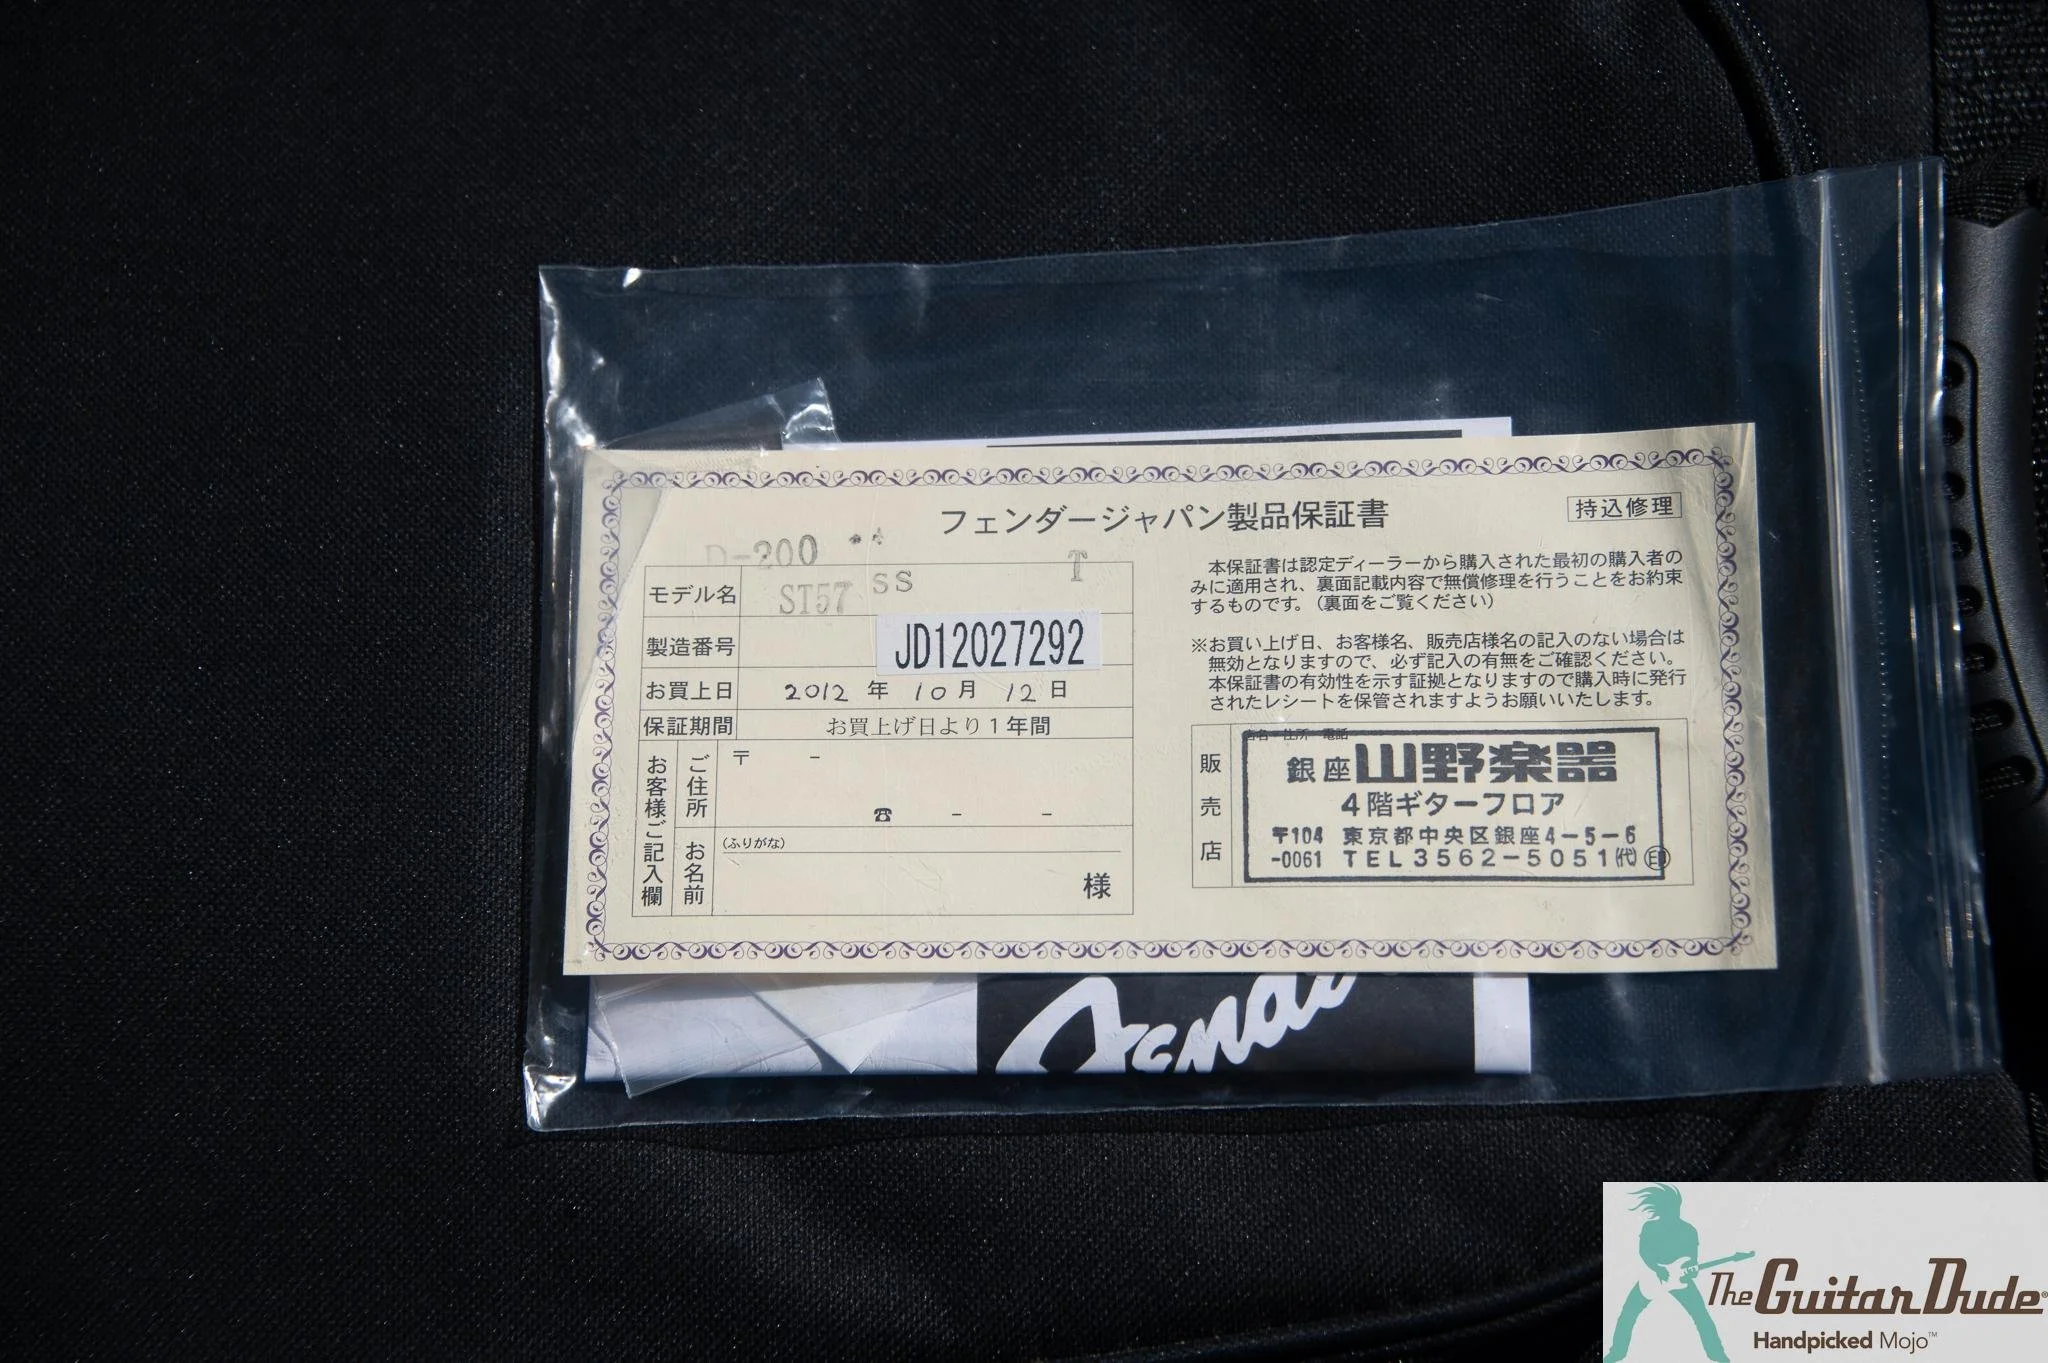 フェンダージャパン製品保証書
持込修理
D-200
モデル名 ST57 SS T
製造番号 JD12027292
お買上日 2012 年 10 月 12 日
保証期間 お買上げ日より1年間
お客様ご記入欄
ご住所
〒 -
☎ - -
お名前
(ふりがな)
様
本保証書は認定ディーラーから購入された最初の購入者の
みに適用され、裏面記載内容で無償修理を行うことをお約束
するものです。(裏面をご覧ください)
※お買い上げ日、お客様名、販売店様名の記入のない場合は
無効となりますので、必ず記入の有無をご確認ください。
本保証書の有効性を示す証拠となりますので購入時に発行
されたレシートを保管されますようお願いいたします。
販売店
店名・住所・電話
銀座山野楽器
4階ギターフロア
〒104 東京都中央区銀座4-5-6
-0061 TEL3562-5051(代)
印
Fender
The Guitar Dude®
Handpicked Mojo™